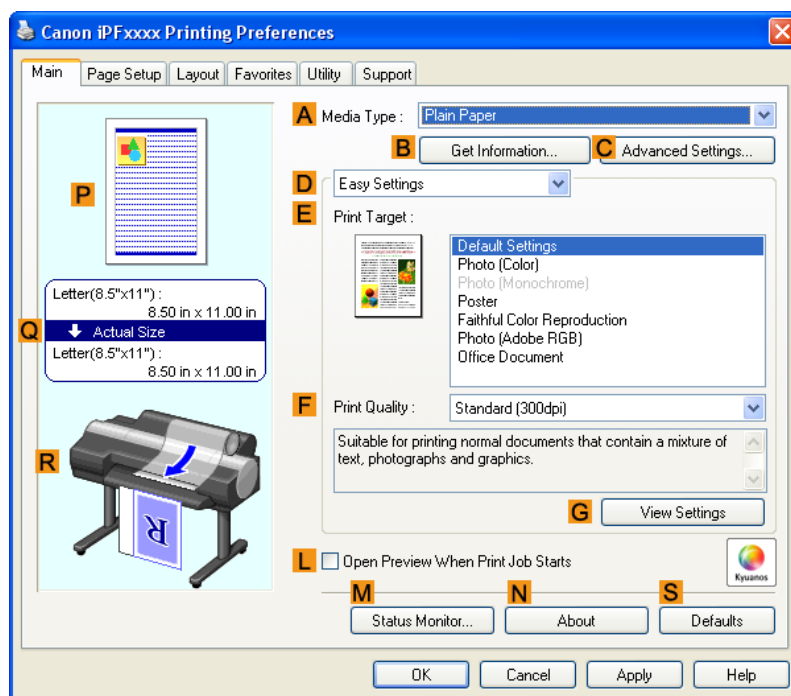 Canon iPFxxxx Printing Preferences
Main Page Setup Layout Favorites Utility Support
A Media Type : Plain Paper
B Get Information... C Advanced Settings...
D Easy Settings
E Print Target :
Default Settings
Photo (Color)
Photo (Monochrome)
Poster
Faithful Color Reproduction
Photo (Adobe RGB)
Office Document
F Print Quality : Standard (300dpi)
Suitable for printing normal documents that contain a mixture of
text, photographs and graphics.
G View Settings
P
Letter(8.5"x11") :
8.50 in x 11.00 in
Q Actual Size
Letter(8.5"x11") :
8.50 in x 11.00 in
R
R
L Open Preview When Print Job Starts
Kyuanos
M N S
Status Monitor... About Defaults
OK Cancel Apply Help